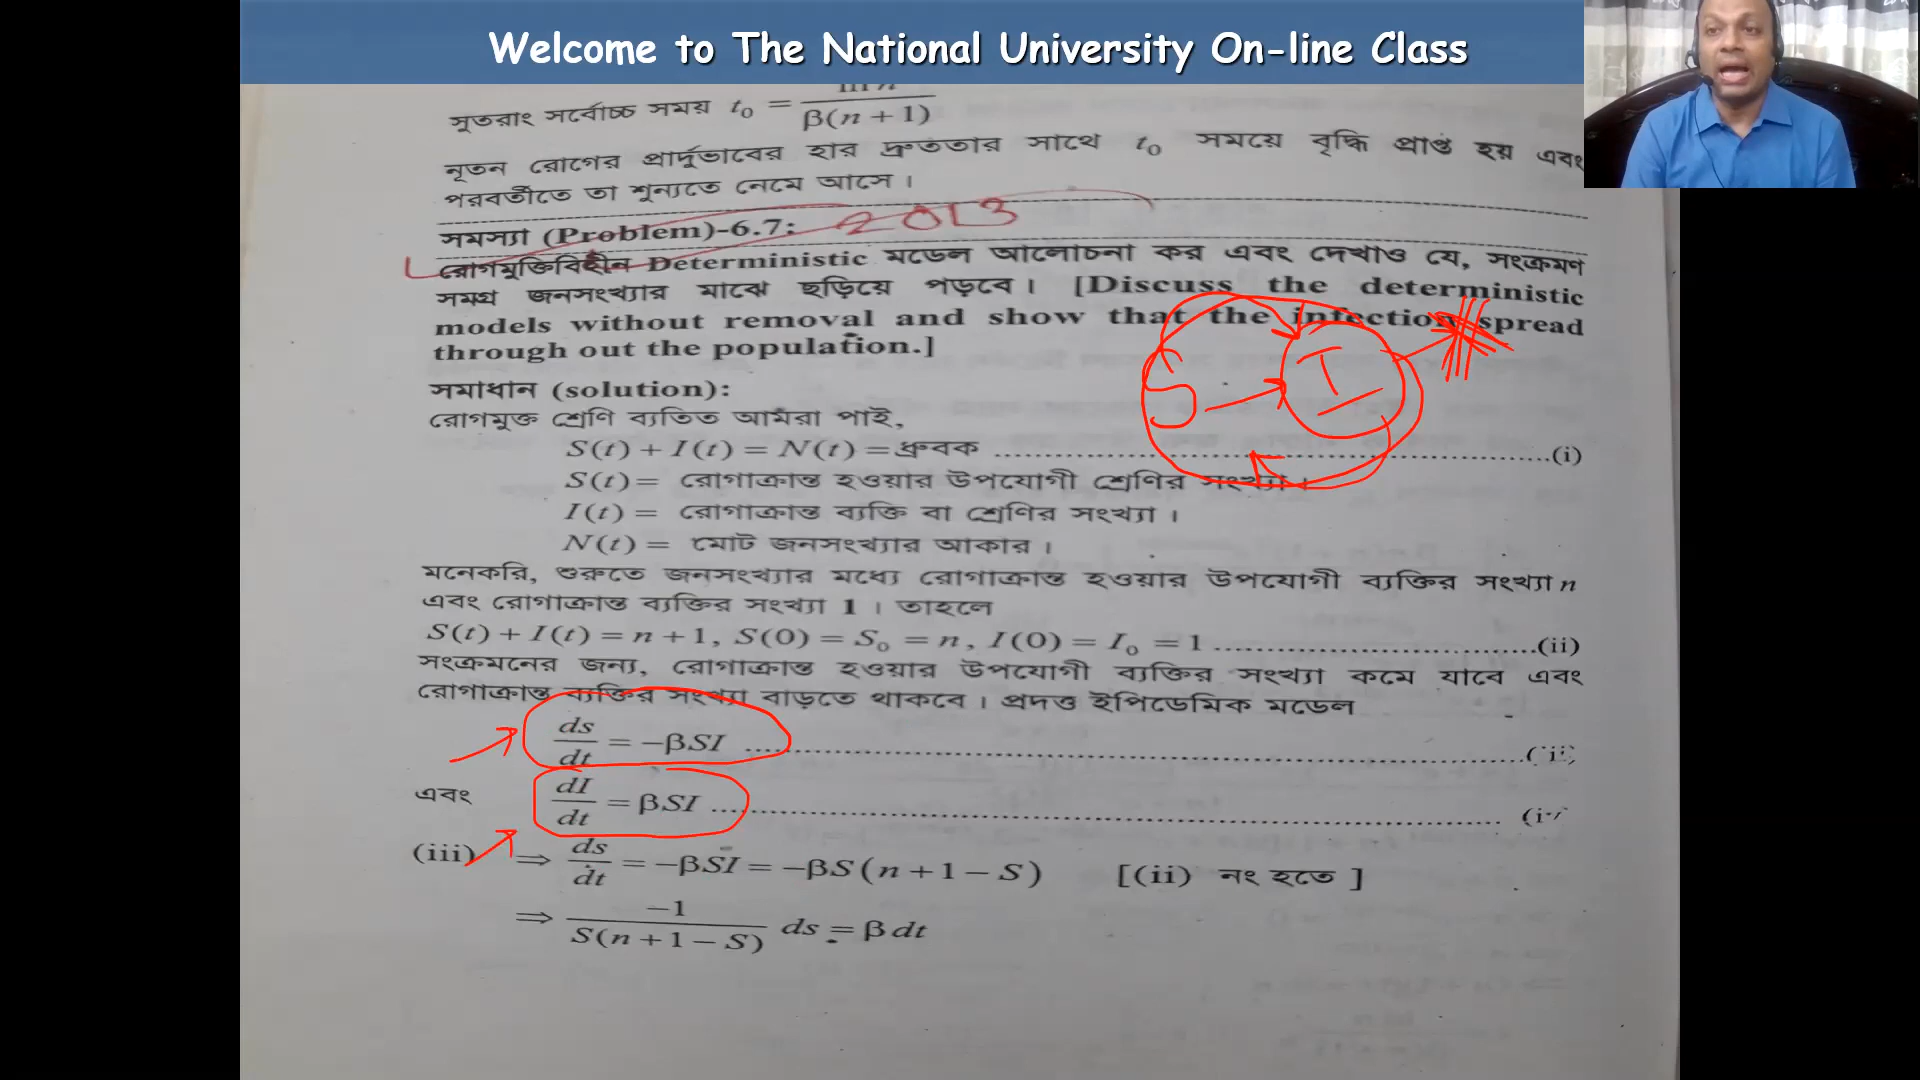 Welcome to The National University On-line Class
সুতরাং সর্বোচ্চ সময় t₀ = ln n / β(n + 1)
নূতন রোগের প্রার্দুভাবের হার দ্রুততার সাথে t₀ সময়ে বৃদ্ধি প্রাপ্ত হয় এবং
পরবর্তীতে তা শূন্যতে নেমে আসে।
সমস্যা (Problem)-6.7: 2013
রোগমুক্তিবিহীন Deterministic মডেল আলোচনা কর এবং দেখাও যে, সংক্রমণ
সমগ্র জনসংখ্যার মাঝে ছড়িয়ে পড়বে। [Discuss the deterministic
models without removal and show that the infection spread
through out the population.]
S I
সমাধান (solution):
রোগমুক্ত শ্রেণি ব্যতিত আমরা পাই,
S(t) + I(t) = N(t) = ধ্রুবক ........................(i)
S(t) = রোগাক্রান্ত হওয়ার উপযোগী শ্রেণির সংখ্যা।
I(t) = রোগাক্রান্ত ব্যক্তি বা শ্রেণির সংখ্যা।
N(t) = মোট জনসংখ্যার আকার।
মনেকরি, শুরুতে জনসংখ্যার মধ্যে রোগাক্রান্ত হওয়ার উপযোগী ব্যক্তির সংখ্যা n
এবং রোগাক্রান্ত ব্যক্তির সংখ্যা 1 । তাহলে
S(t) + I(t) = n + 1, S(0) = S₀ = n, I(0) = I₀ = 1 ........................(ii)
সংক্রমনের জন্য, রোগাক্রান্ত হওয়ার উপযোগী ব্যক্তির সংখ্যা কমে যাবে এবং
রোগাক্রান্ত ব্যক্তির সংখ্যা বাড়তে থাকবে। প্রদত্ত ইপিডেমিক মডেল
ds/dt = −βSI ........................
এবং dI/dt = βSI ........................
(iii) ⇒ ds/dt = −βSI = −βS(n + 1 − S) [(ii) নং হতে ]
⇒ −1/S(n + 1 − S) ds = β dt